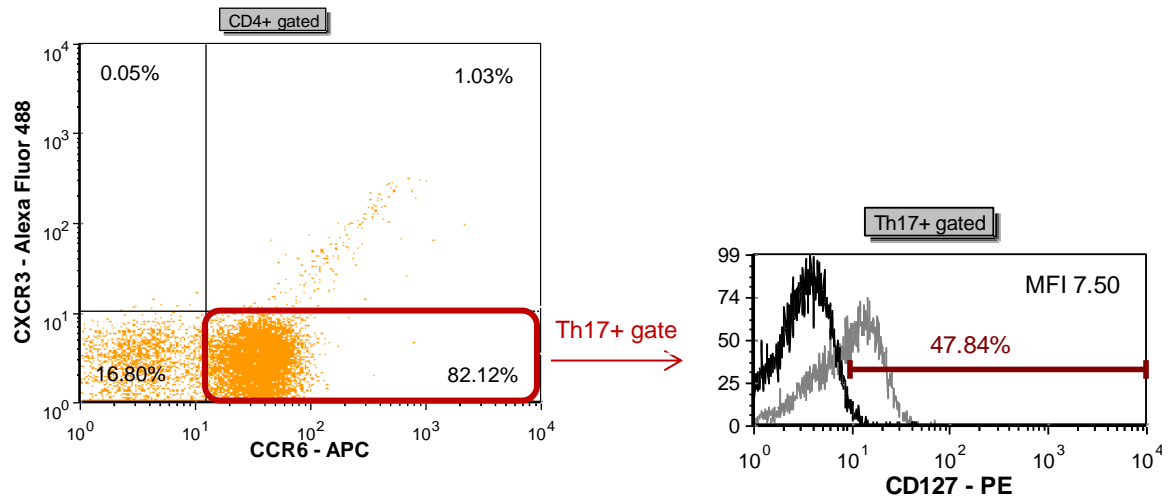 CD4+ gated
10⁴
10³
10²
10¹
10⁰
CXCR3 - Alexa Fluor 488
0.05%
1.03%
16.80%
82.12%
10⁰ 10¹ 10² 10³ 10⁴
CCR6 - APC
Th17+ gate
Th17+ gated
99
74
50
25
0
MFI 7.50
47.84%
10⁰ 10¹ 10² 10³ 10⁴
CD127 - PE